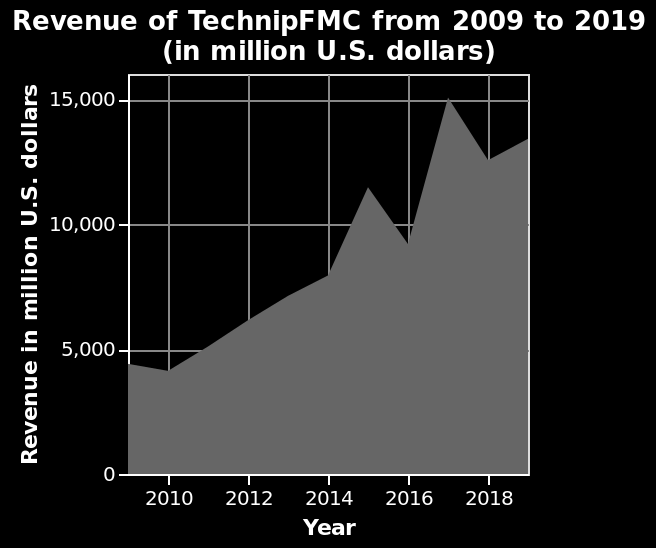 Revenue of TechnipFMC from 2009 to 2019
(in million U.S. dollars)
Revenue in million U.S. dollars
15,000
10,000
5,000
0
2010 2012 2014 2016 2018
Year